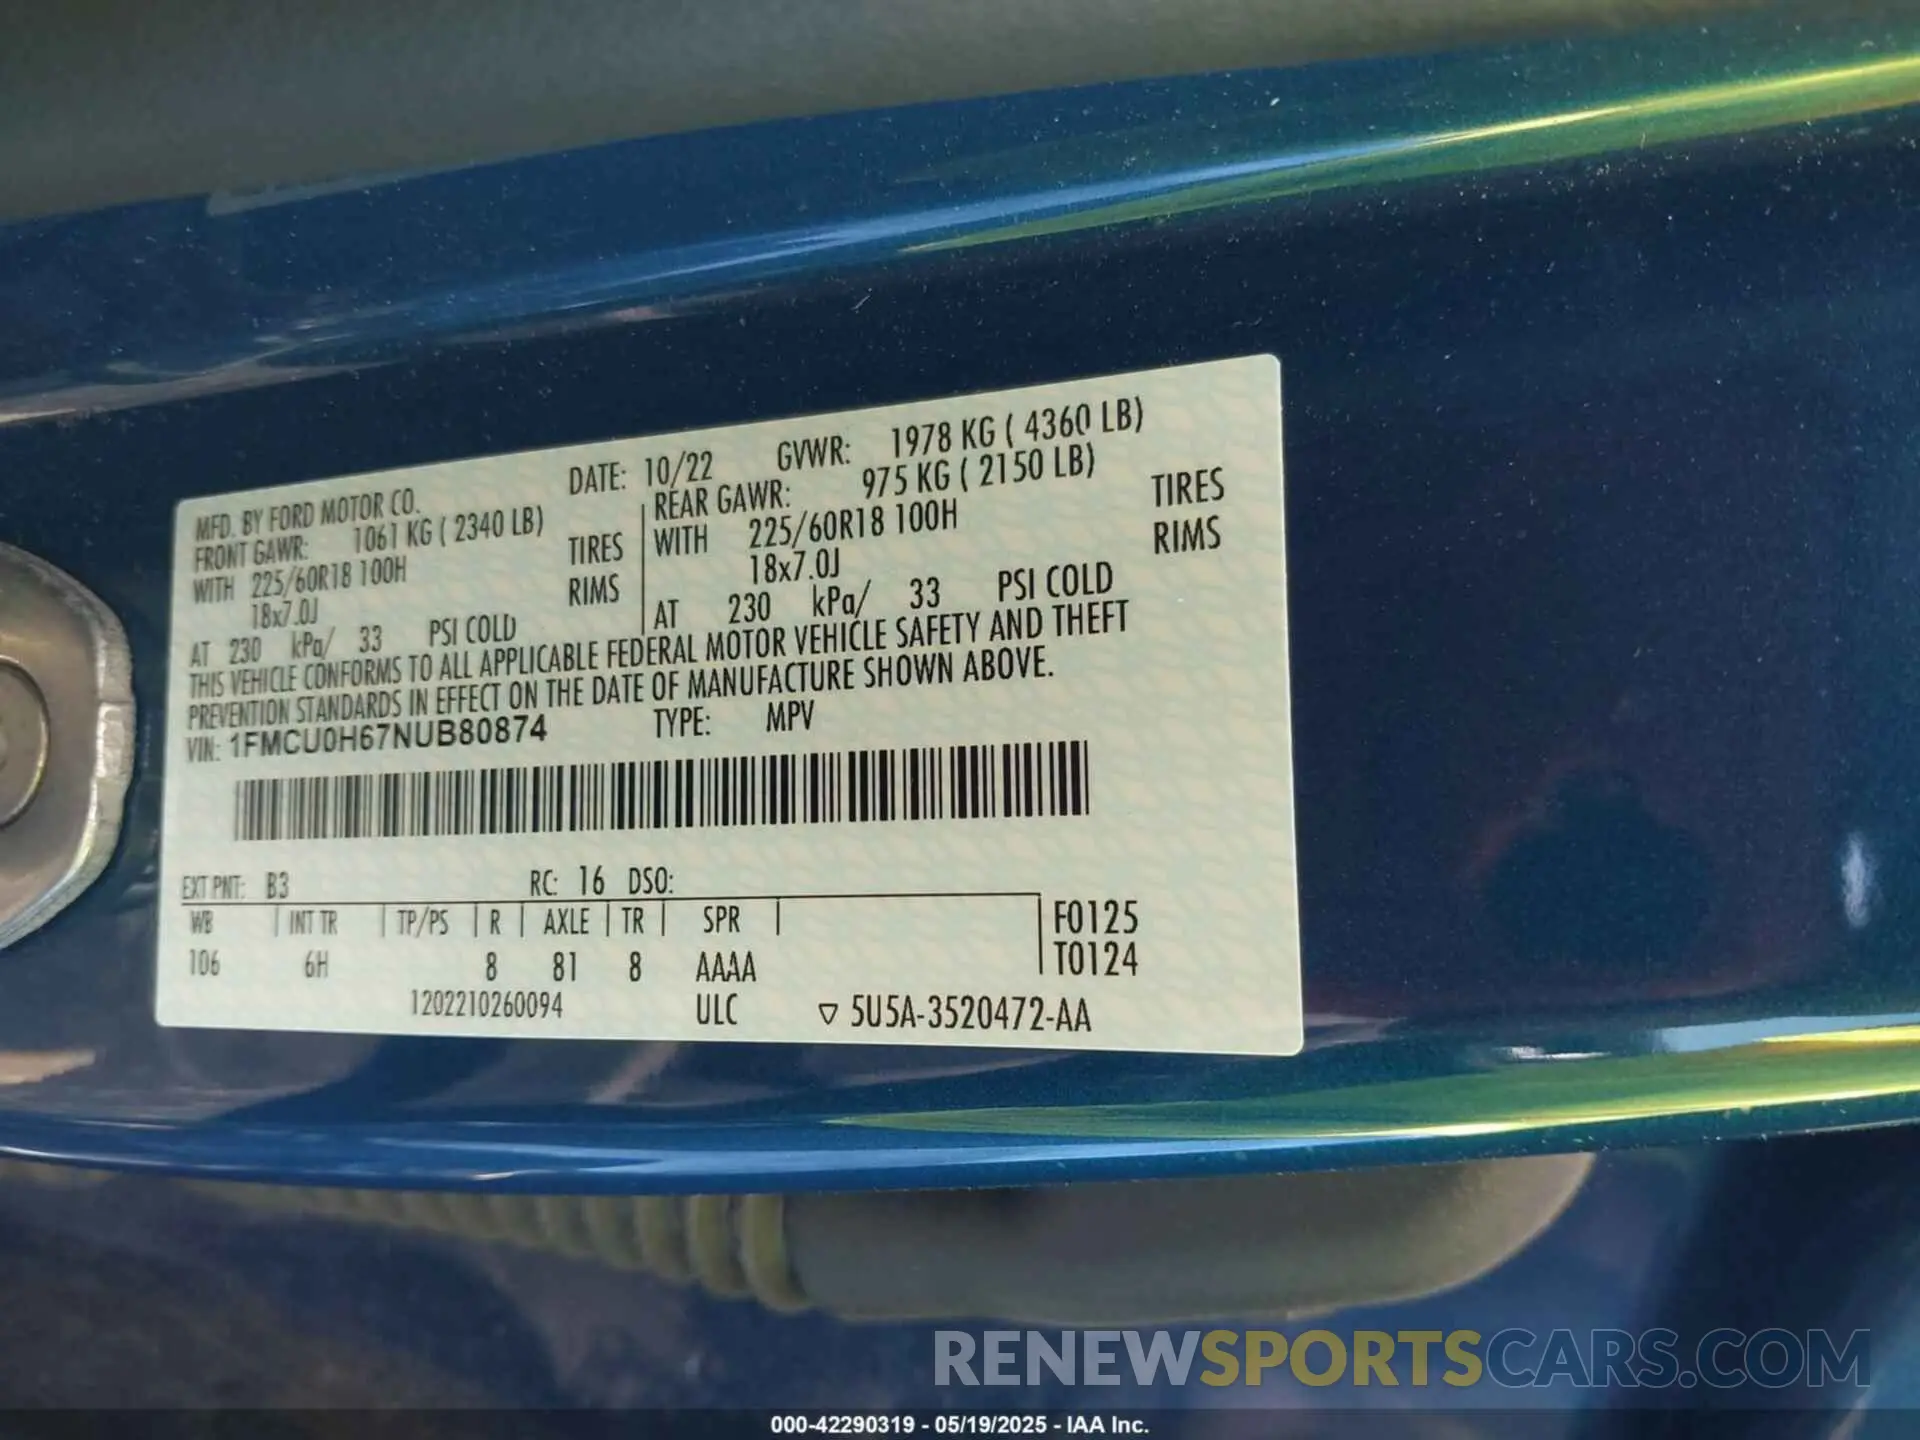 MFD. BY FORD MOTOR CO. DATE: 10/22 GVWR: 1978 KG ( 4360 LB)
FRONT GAWR: 1061 KG ( 2340 LB) REAR GAWR: 975 KG ( 2150 LB)
WITH 225/60R18 100H TIRES WITH 225/60R18 100H TIRES
18x7.0J RIMS 18x7.0J RIMS
AT 230 kPa/ 33 PSI COLD AT 230 kPa/ 33 PSI COLD
THIS VEHICLE CONFORMS TO ALL APPLICABLE FEDERAL MOTOR VEHICLE SAFETY AND THEFT
PREVENTION STANDARDS IN EFFECT ON THE DATE OF MANUFACTURE SHOWN ABOVE.
VIN: 1FMCU0H67NUB80874 TYPE: MPV
EXT PNT: B3 RC: 16 DSO:
WB INT TR TP/PS R AXLE TR SPR F0125
106 6H 8 81 8 AAAA T0124
1202210260094 ULC ▽ 5U5A-3520472-AA
RENEWSPORTSCARS.COM
000-42290319 - 05/19/2025 - IAA Inc.